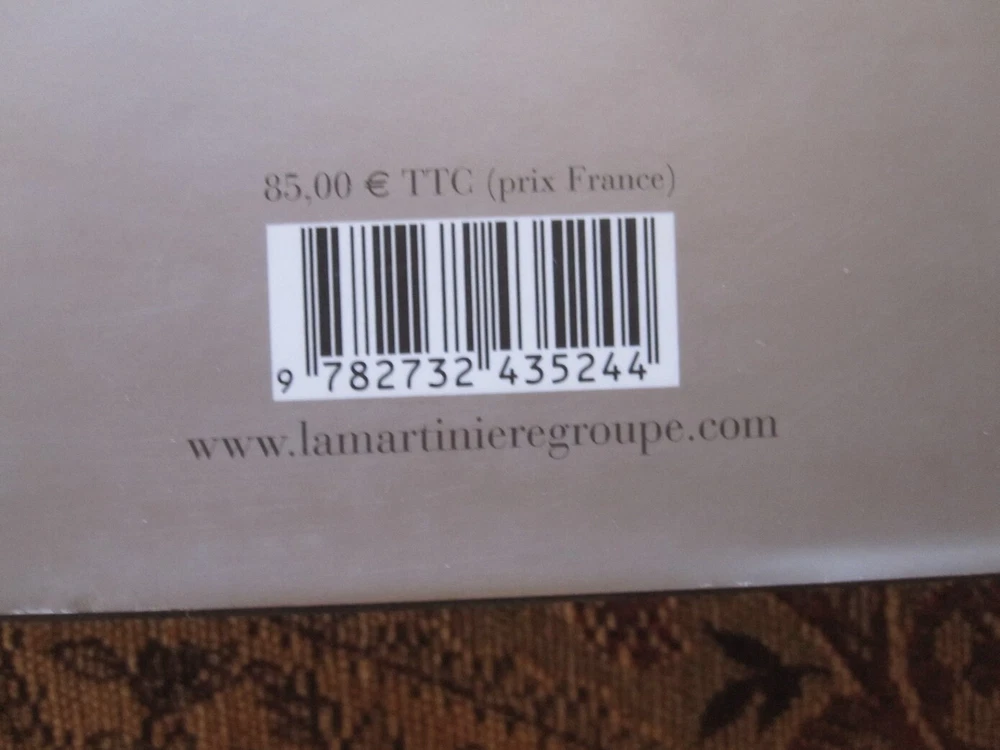 85,00 € TTC (prix France)
9 782732 435244
www.lamartinieregroupe.com